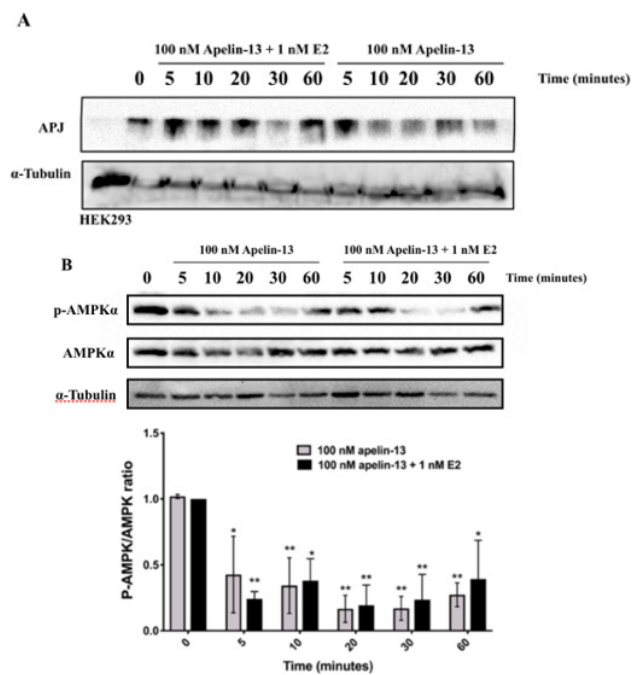 A
100 nM Apelin-13 + 1 nM E2 100 nM Apelin-13
0 5 10 20 30 60 5 10 20 30 60 Time (minutes)
APJ
α-Tubulin
HEK293
B
100 nM Apelin-13 100 nM Apelin-13 + 1 nM E2
0 5 10 20 30 60 5 10 20 30 60 Time (minutes)
p-AMPKα
AMPKα
α-Tubulin
1.5
100 nM apelin-13
100 nM apelin-13 + 1 nM E2
1.0
P-AMPK/AMPK ratio
0.5
* ** ** * ** ** ** ** ** *
0.0
0 5 10 20 30 60
Time (minutes)